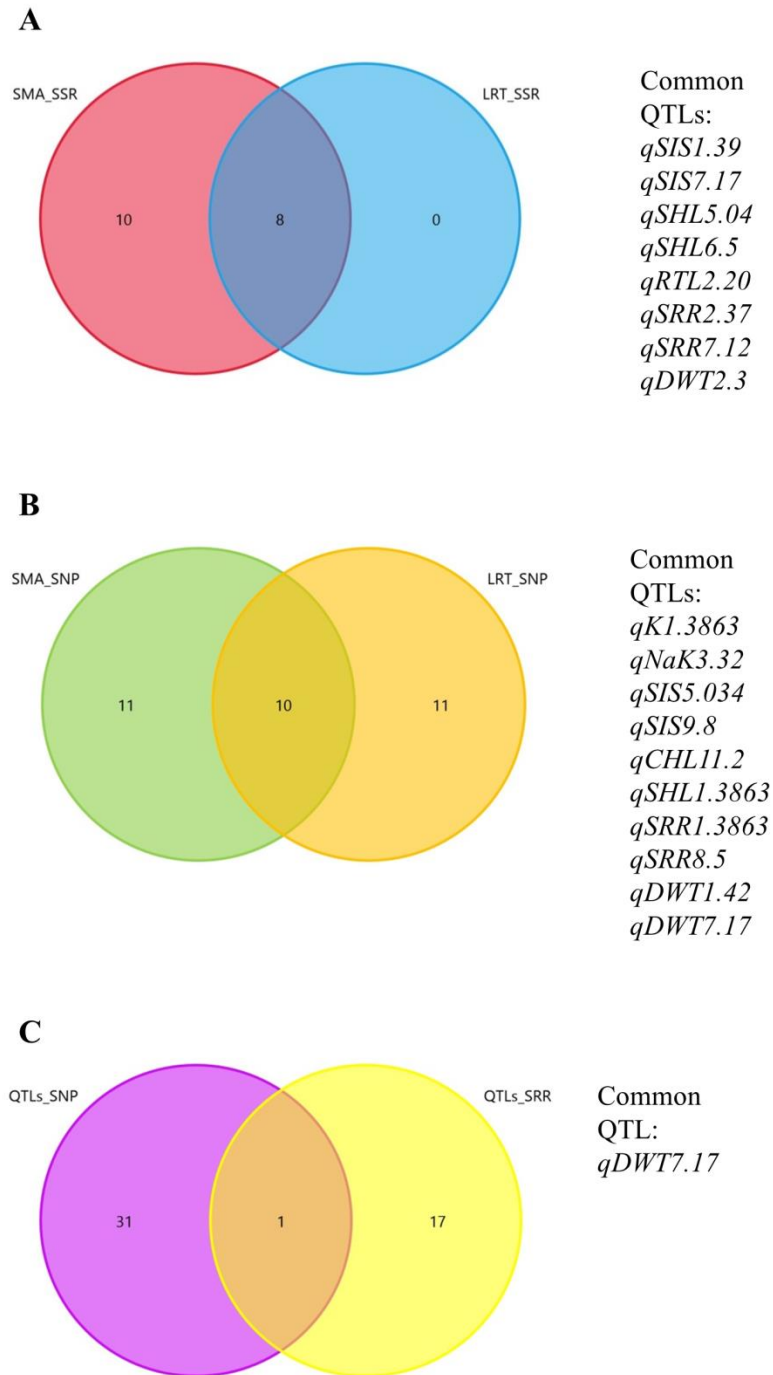 A
SMA_SSR
LRT_SSR
10
8
0
Common
QTLs:
qSIS1.39
qSIS7.17
qSHL5.04
qSHL6.5
qRTL2.20
qSRR2.37
qSRR7.12
qDWT2.3
B
SMA_SNP
LRT_SNP
11
10
11
Common
QTLs:
qK1.3863
qNaK3.32
qSIS5.034
qSIS9.8
qCHL11.2
qSHL1.3863
qSRR1.3863
qSRR8.5
qDWT1.42
qDWT7.17
C
QTLs_SNP
QTLs_SRR
31
1
17
Common
QTL:
qDWT7.17